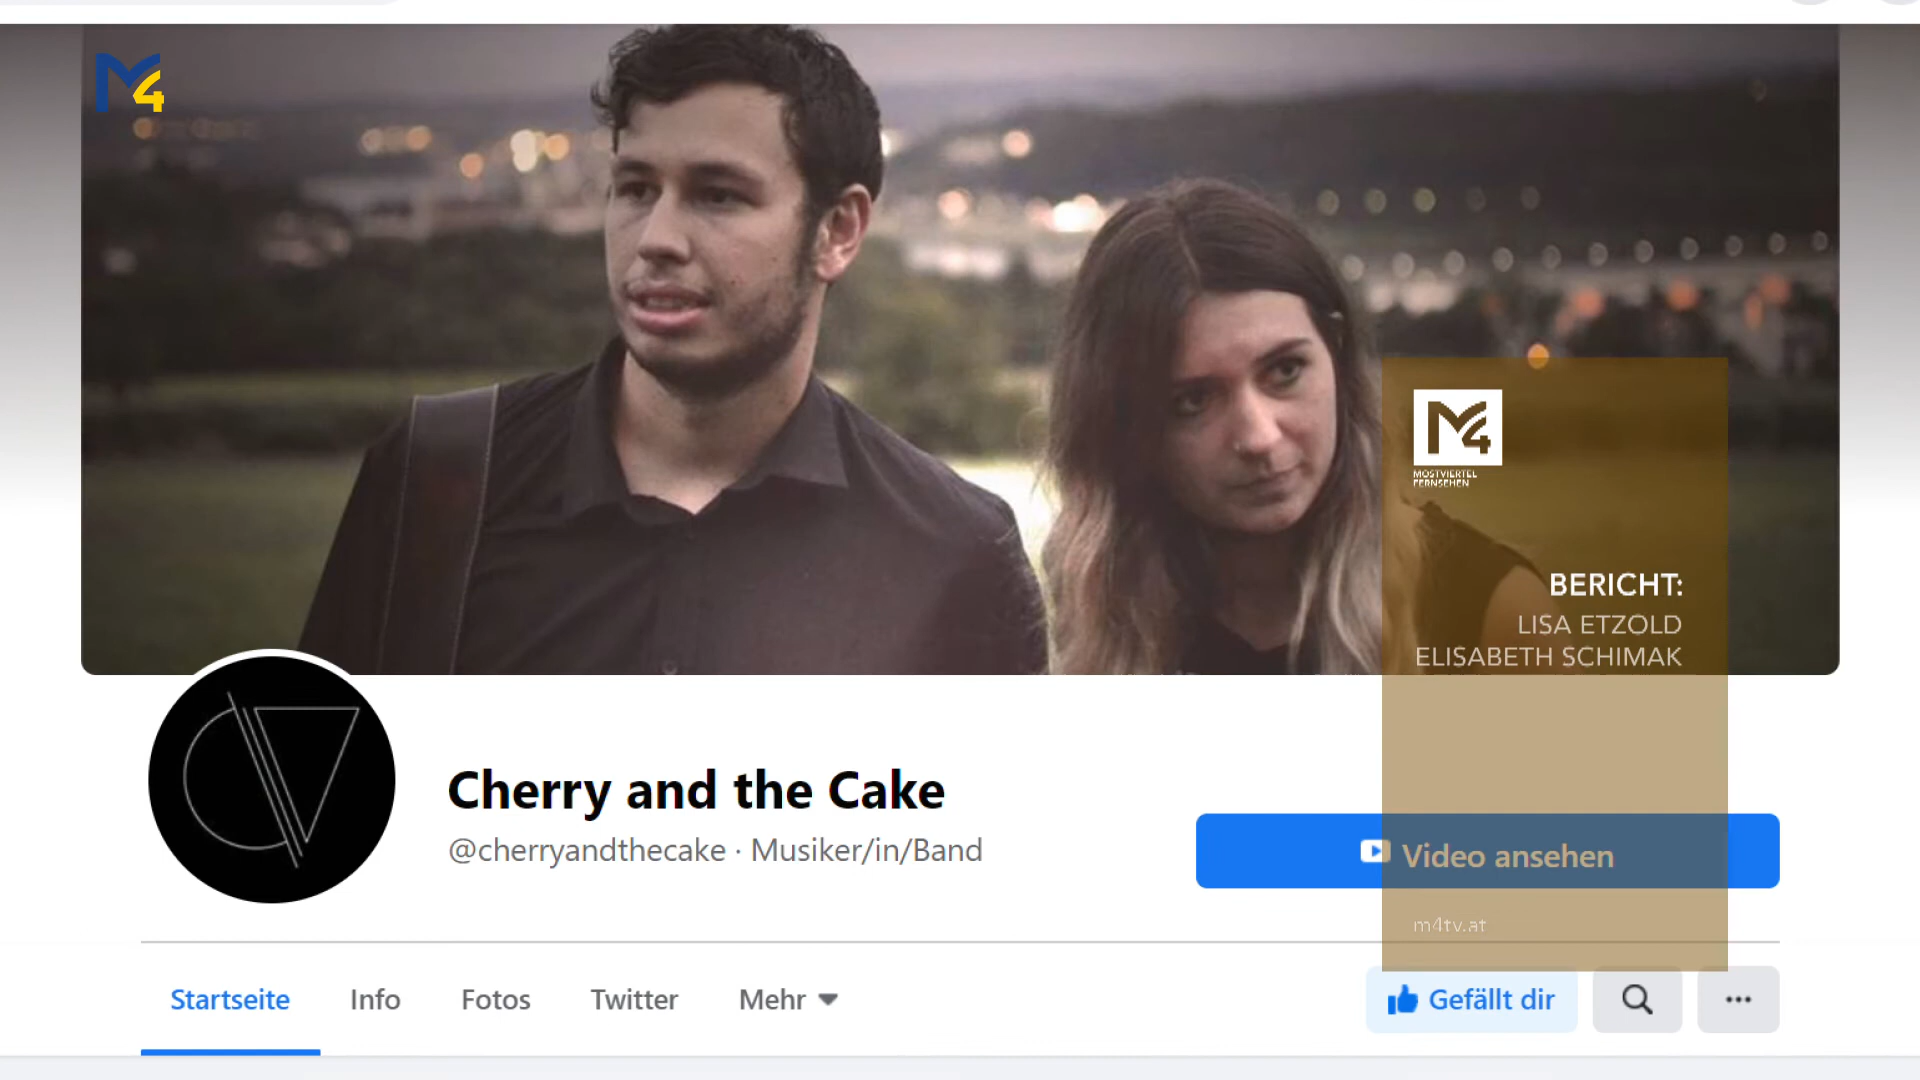 M4
M4
MOSTVIERTEL
FERNSEHEN
BERICHT:
LISA ETZOLD
ELISABETH SCHIMAK
Cherry and the Cake
@cherryandthecake · Musiker/in/Band
Video ansehen
m4tv.at
Startseite Info Fotos Twitter Mehr
Gefällt dir